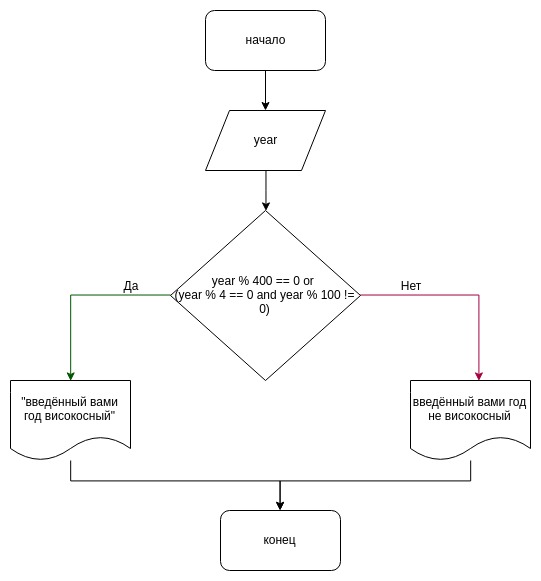 начало
year
year % 400 == 0 or
(year % 4 == 0 and year % 100 !=
0)
Да
Нет
"введённый вами
год високосный"
введённый вами год
не високосный
конец